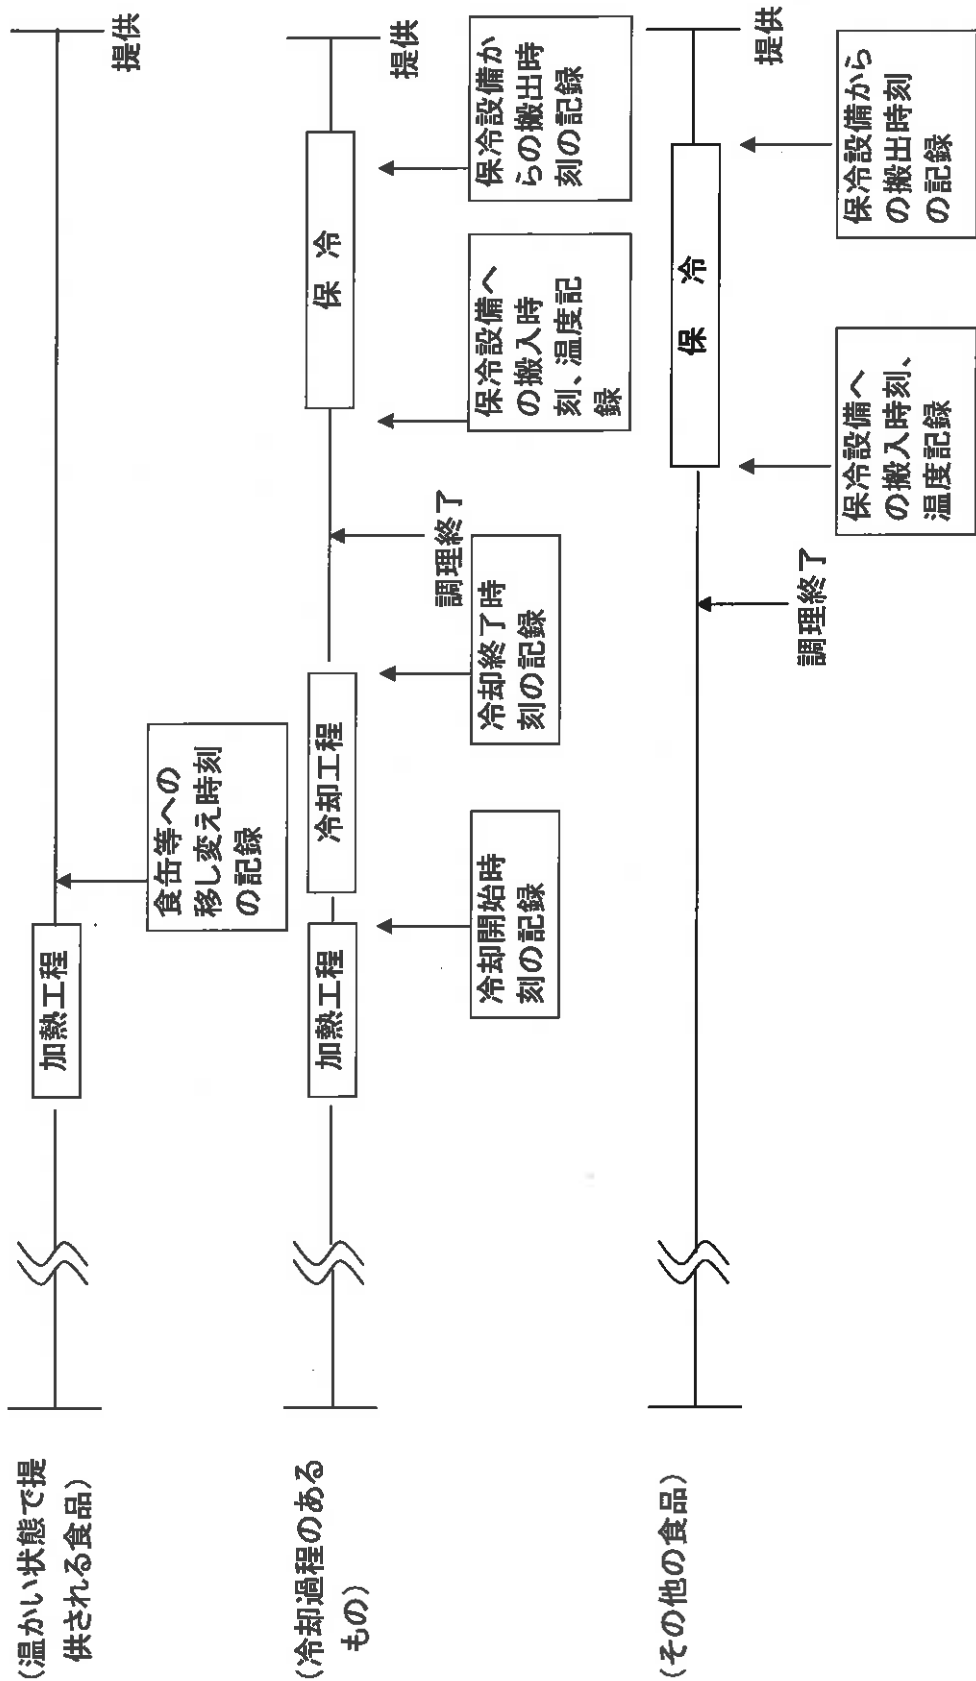 (温かい状態で提
供される食品)
加熱工程
食缶等への
移し変え時刻
の記録
提供
(冷却過程のある
もの)
加熱工程
冷却工程
保 冷
提供
冷却開始時
刻の記録
冷却終了時
刻の記録
調理終了
保冷設備へ
の搬入時
刻、温度記
録
保冷設備か
らの搬出時
刻の記録
(その他の食品)
保 冷
提供
調理終了
保冷設備へ
の搬入時刻、
温度記録
保冷設備から
の搬出時刻
の記録